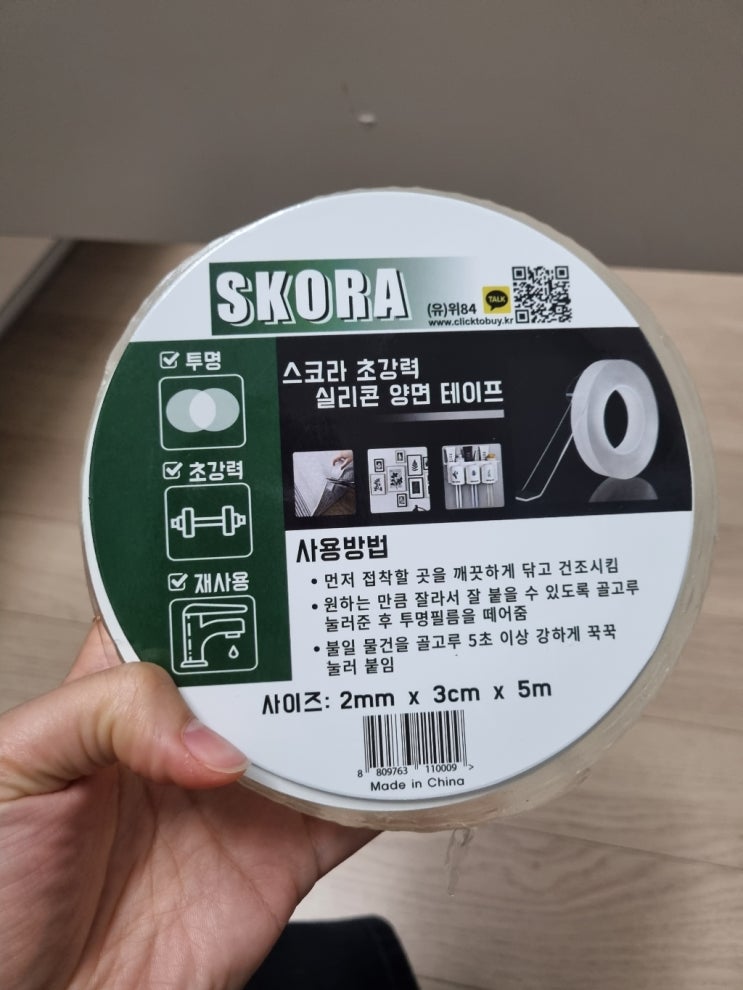 SKORA
(유)위84
TALK
www.clicktobuy.kr
투명
초강력
재사용
스코라 초강력
실리콘 양면 테이프
사용방법
• 먼저 접착할 곳을 깨끗하게 닦고 건조시킴
• 원하는 만큼 잘라서 잘 붙을 수 있도록 골고루
눌러준 후 투명필름을 떼어줌
• 붙일 물건을 골고루 5초 이상 강하게 꾹꾹
눌러 붙임
사이즈: 2mm x 3cm x 5m
8 809763 110009 >
Made in China